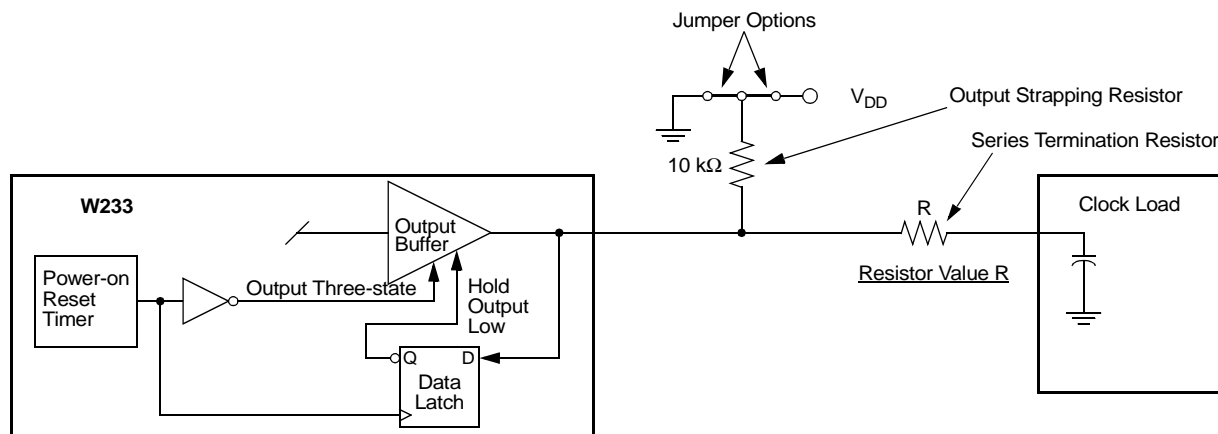 Jumper Options
V_DD
Output Strapping Resistor
Series Termination Resistor
10 kΩ
W233
R
Clock Load
Output
Buffer
Power-on
Reset
Timer
Output Three-state
Hold
Output
Low
Resistor Value R
Q D
Data
Latch